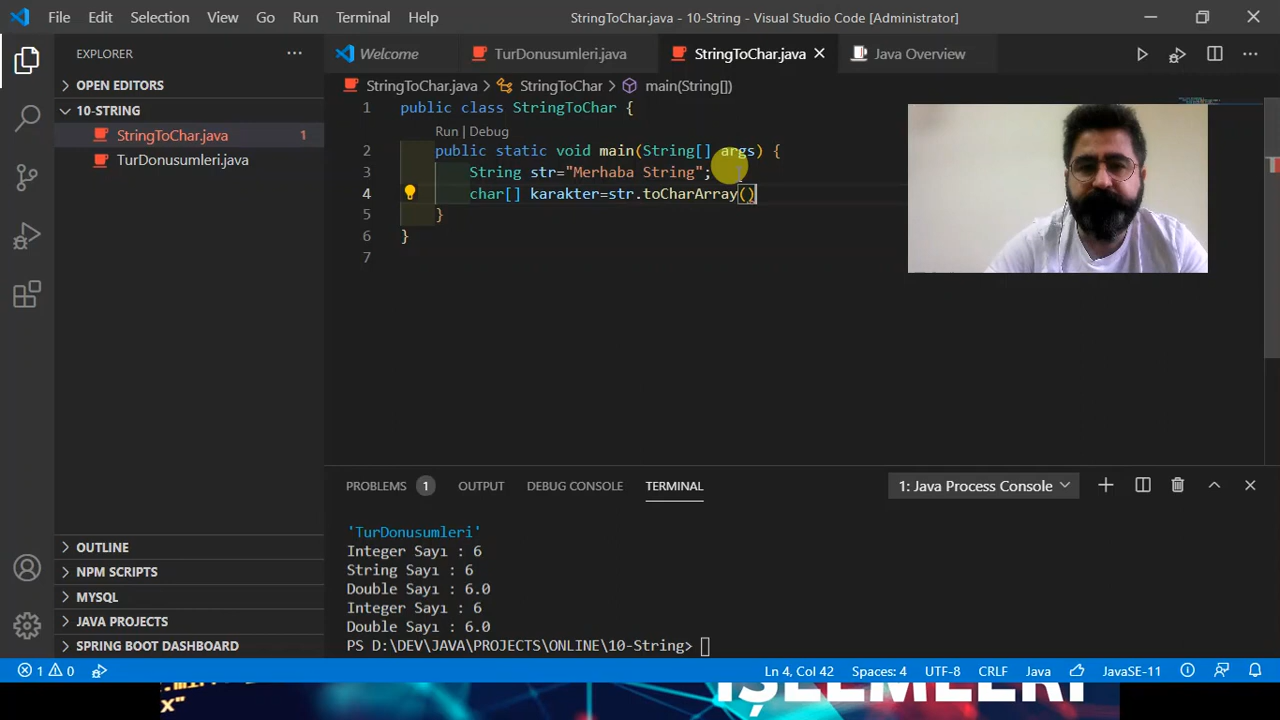 File Edit Selection View Go Run Terminal Help StringToChar.java - 10-String - Visual Studio Code [Administrator]
EXPLORER
Welcome TurDonusumleri.java StringToChar.java Java Overview
OPEN EDITORS
10-STRING
StringToChar.java 1
TurDonusumleri.java
StringToChar.java > StringToChar > main(String[])
1 public class StringToChar {
Run | Debug
2 public static void main(String[] args) {
3 String str="Merhaba String";
4 char[] karakter=str.toCharArray()
5 }
6 }
7
OUTLINE
NPM SCRIPTS
MYSQL
JAVA PROJECTS
SPRING BOOT DASHBOARD
PROBLEMS 1 OUTPUT DEBUG CONSOLE TERMINAL 1: Java Process Console
'TurDonusumleri'
Integer Sayı : 6
String Sayı : 6
Double Sayı : 6.0
Integer Sayı : 6
Double Sayı : 6.0
PS D:\DEV\JAVA\PROJECTS\ONLINE\10-String>
1 0 Ln 4, Col 42 Spaces: 4 UTF-8 CRLF Java JavaSE-11
x" İŞLEMLERİ